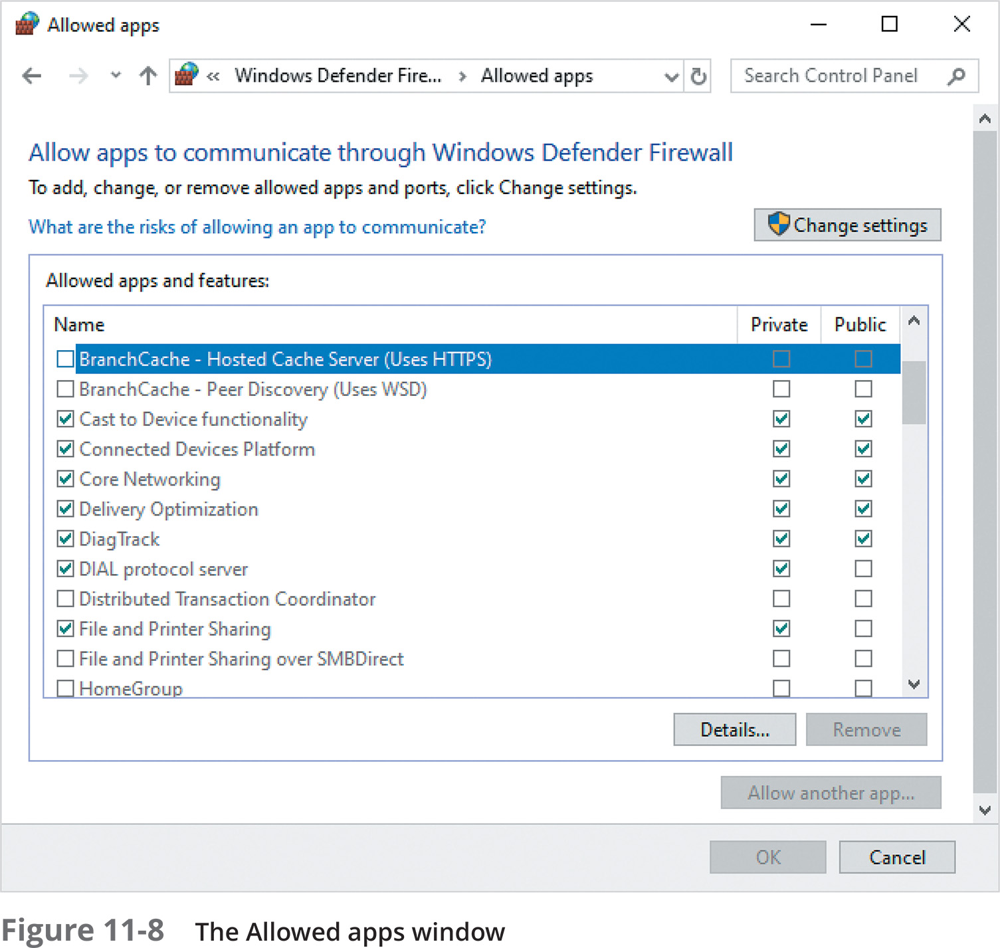 Allowed apps
« Windows Defender Fire... › Allowed apps
Search Control Panel
Allow apps to communicate through Windows Defender Firewall
To add, change, or remove allowed apps and ports, click Change settings.
What are the risks of allowing an app to communicate?
Change settings
Allowed apps and features:
Name Private Public
BranchCache - Hosted Cache Server (Uses HTTPS)
BranchCache - Peer Discovery (Uses WSD)
Cast to Device functionality
Connected Devices Platform
Core Networking
Delivery Optimization
DiagTrack
DIAL protocol server
Distributed Transaction Coordinator
File and Printer Sharing
File and Printer Sharing over SMBDirect
HomeGroup
Details... Remove
Allow another app...
OK Cancel
Figure 11-8 The Allowed apps window